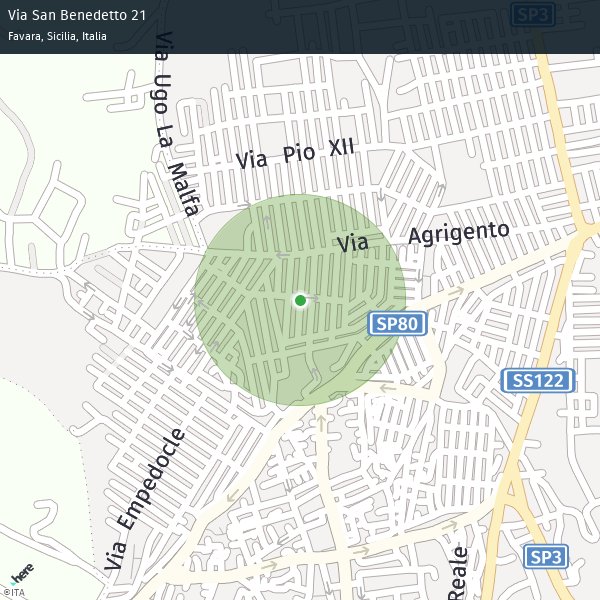 Via San Benedetto 21
Favara, Sicilia, Italia
SP3
Via Ugo La Malfa
Via Pio XII
Via Agrigento
SP80
SS122
Via Empedocle
SP3
Reale
here
©ITA